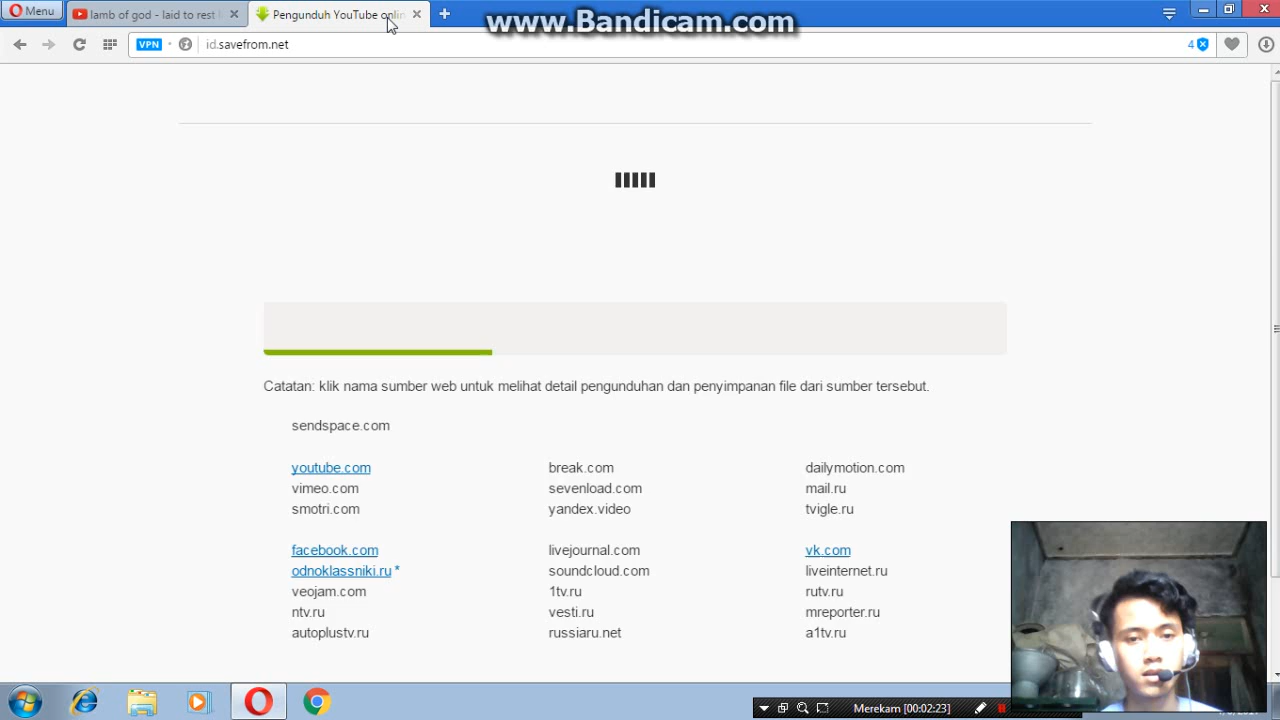 Menu
lamb of god - laid to rest
Pengunduh YouTube onlin
www.Bandicam.com
VPN
id.savefrom.net
4
Catatan: klik nama sumber web untuk melihat detail pengunduhan dan penyimpanan file dari sumber tersebut.
sendspace.com
youtube.com break.com dailymotion.com
vimeo.com sevenload.com mail.ru
smotri.com yandex.video tvigle.ru
facebook.com livejournal.com vk.com
odnoklassniki.ru * soundcloud.com liveinternet.ru
veojam.com 1tv.ru rutv.ru
ntv.ru vesti.ru mreporter.ru
autoplustv.ru russiaru.net a1tv.ru
Merekam [00:02:23]